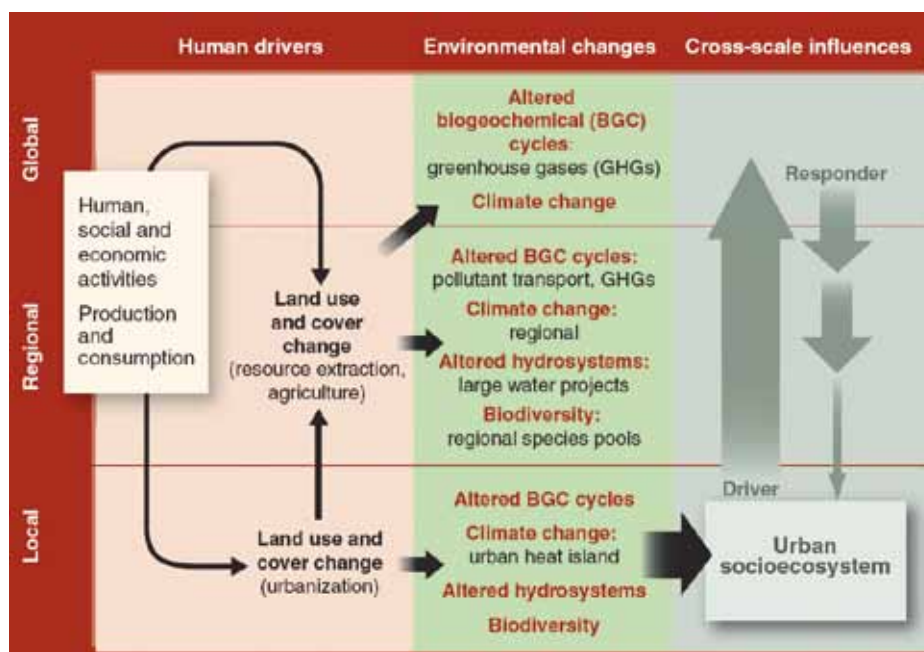 Human drivers
Environmental changes
Cross-scale influences
Global
Regional
Local
Human,
social and
economic
activities
Production and
consumption
Land use
and cover
change
(resource extraction,
agriculture)
Land use and
cover change
(urbanization)
Altered
biogeochemical (BGC)
cycles:
greenhouse gases (GHGs)
Climate change
Altered BGC cycles:
pollutant transport, GHGs
Climate change:
regional
Altered hydrosystems:
large water projects
Biodiversity:
regional species pools
Altered BGC cycles
Climate change:
urban heat island
Altered hydrosystems
Biodiversity
Responder
Driver
Urban
socioecosystem